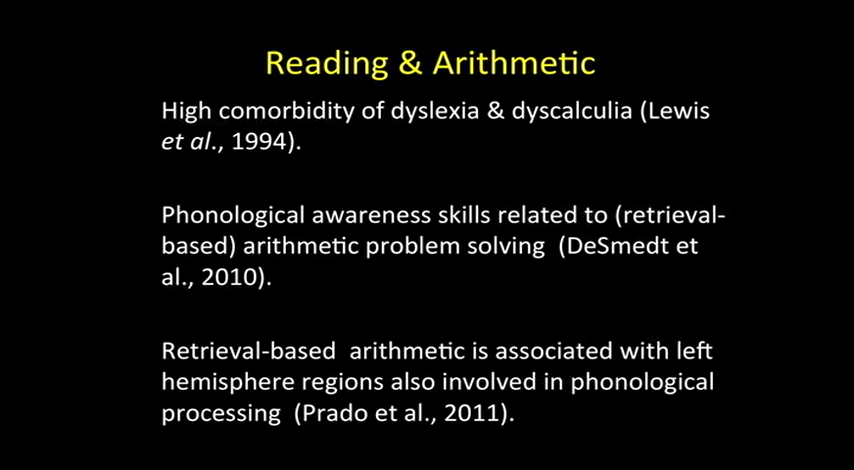 Reading & Arithmetic
High comorbidity of dyslexia & dyscalculia (Lewis
et al., 1994).
Phonological awareness skills related to (retrieval-
based) arithmetic problem solving (DeSmedt et
al., 2010).
Retrieval-based arithmetic is associated with left
hemisphere regions also involved in phonological
processing (Prado et al., 2011).